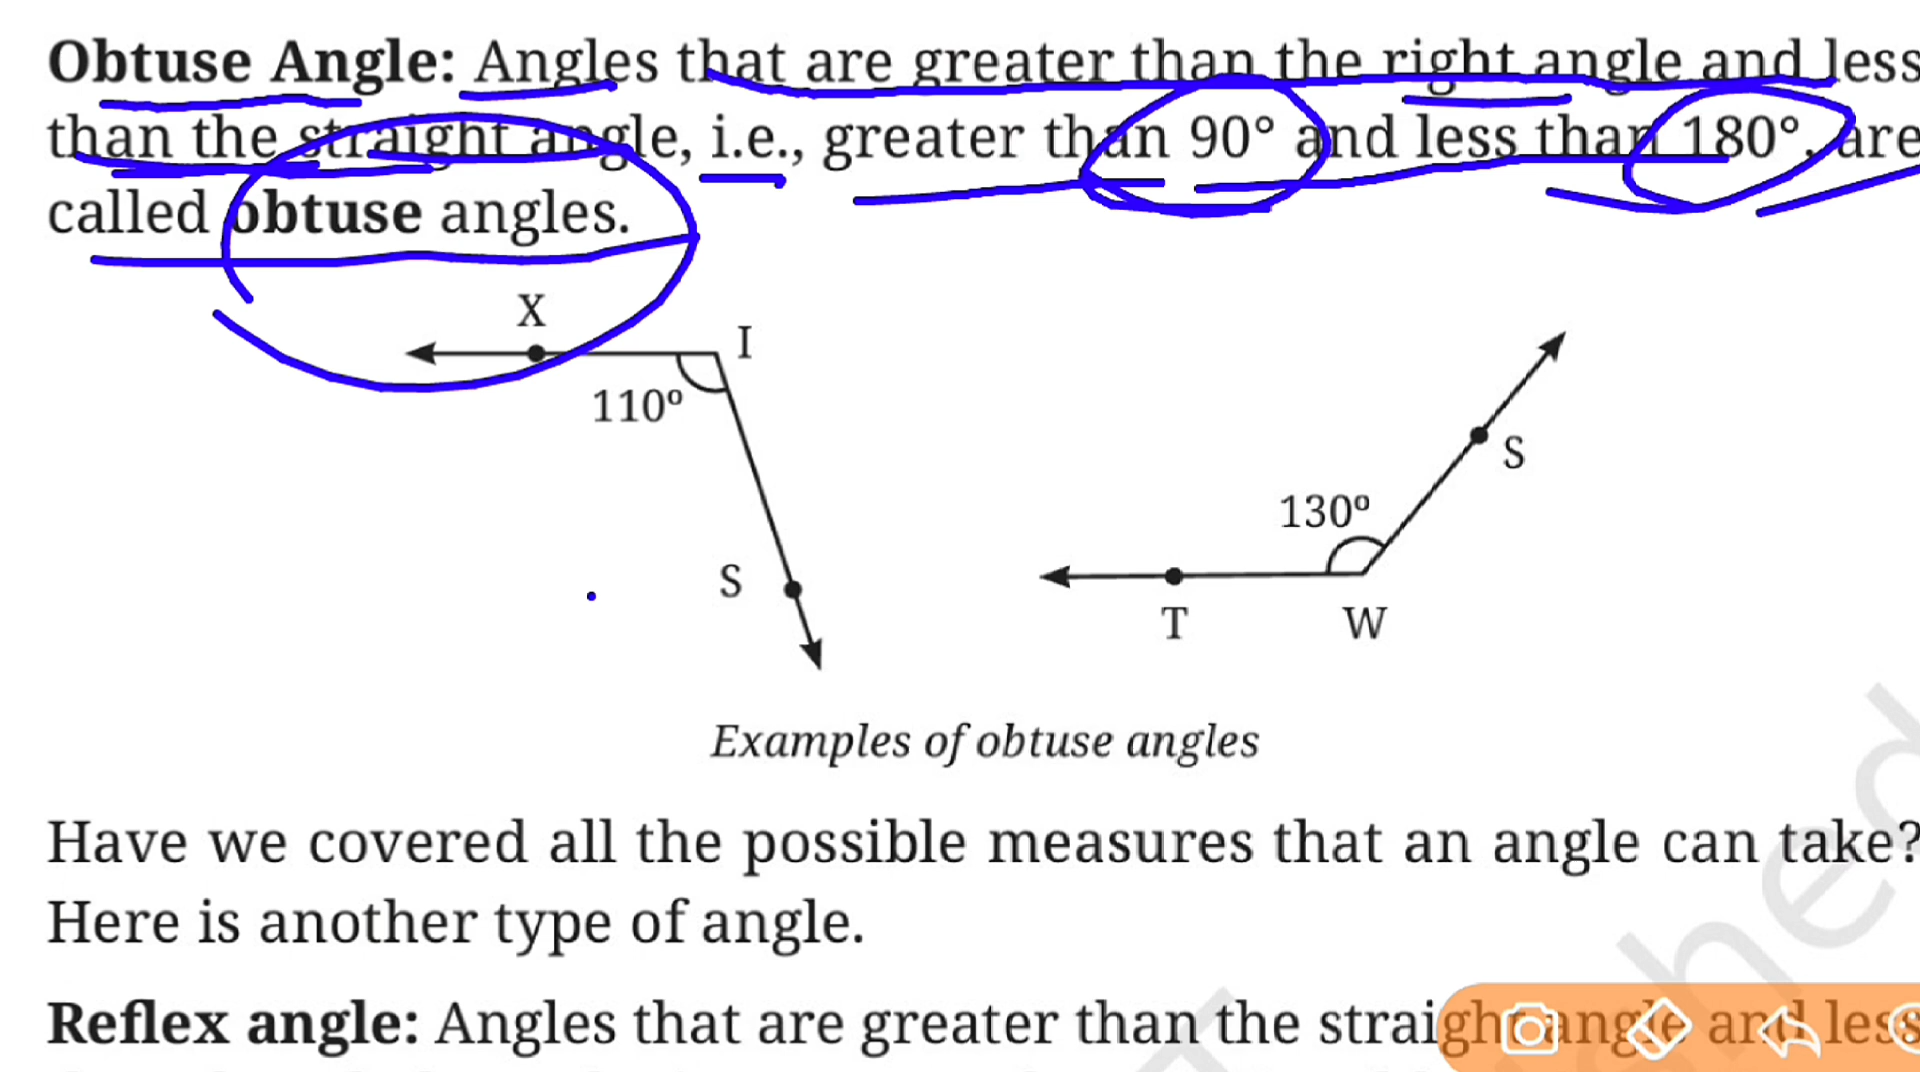 Obtuse Angle: Angles that are greater than the right angle and less
than the straight angle, i.e., greater than 90° and less than 180°, are
called obtuse angles.
X
I
110º
S
S
130º
T
W
Examples of obtuse angles
Have we covered all the possible measures that an angle can take?
Here is another type of angle.
Reflex angle: Angles that are greater than the straight angle and less